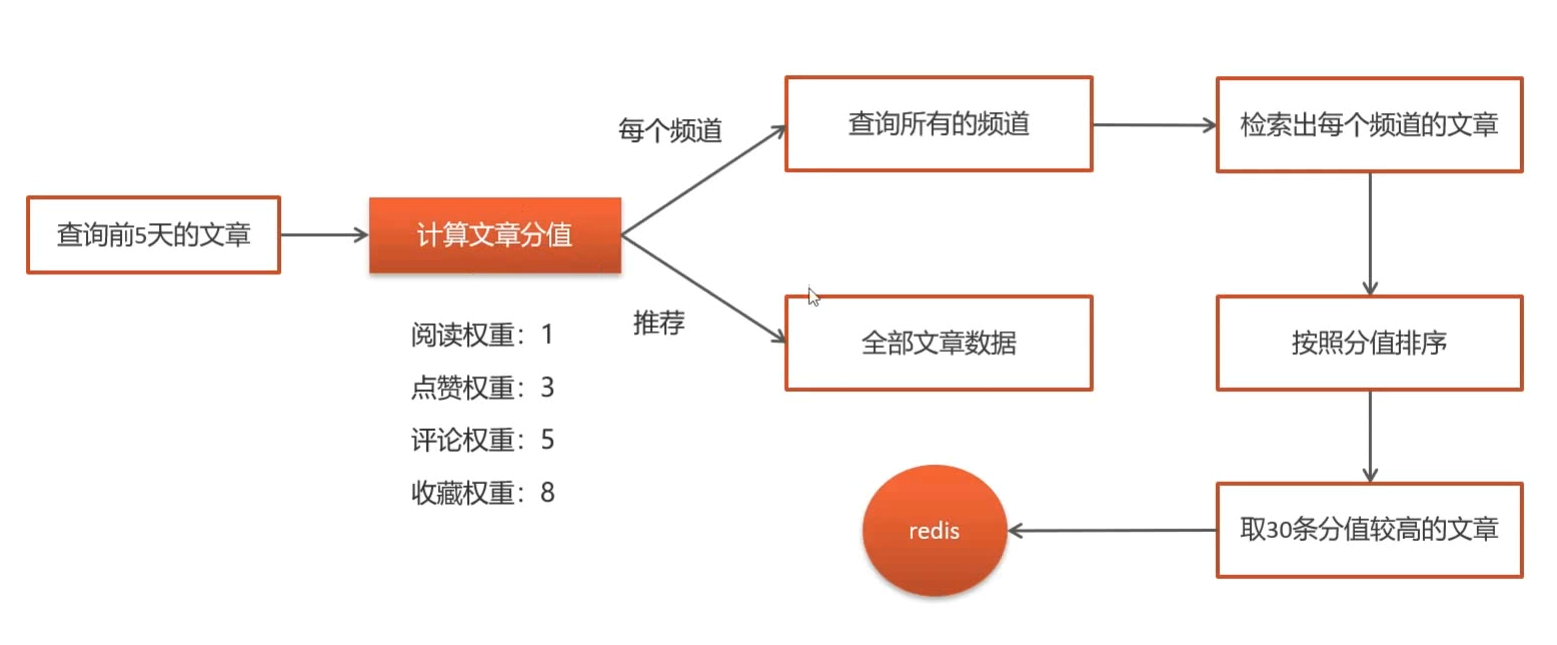 查询前5天的文章
计算文章分值
阅读权重：1
点赞权重：3
评论权重：5
收藏权重：8
每个频道
查询所有的频道
检索出每个频道的文章
推荐
全部文章数据
按照分值排序
取30条分值较高的文章
redis